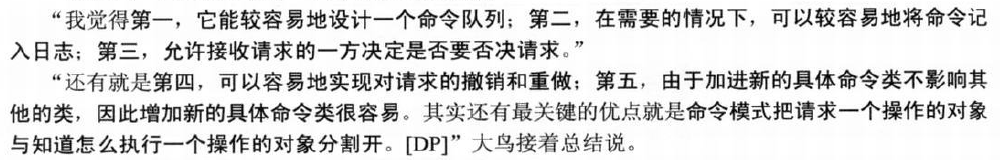 “我觉得第一，它能较容易地设计一个命令队列；第二，在需要的情况下，可以较容易地将命令记
入日志；第三，允许接收请求的一方决定是否要否决请求。”
“还有就是第四，可以容易地实现对请求的撤销和重做；第五，由于加进新的具体命令类不影响其
他的类，因此增加新的具体命令类很容易。其实还有最关键的优点就是命令模式把请求一个操作的对象
与知道怎么执行一个操作的对象分割开。[DP]”大鸟接着总结说。